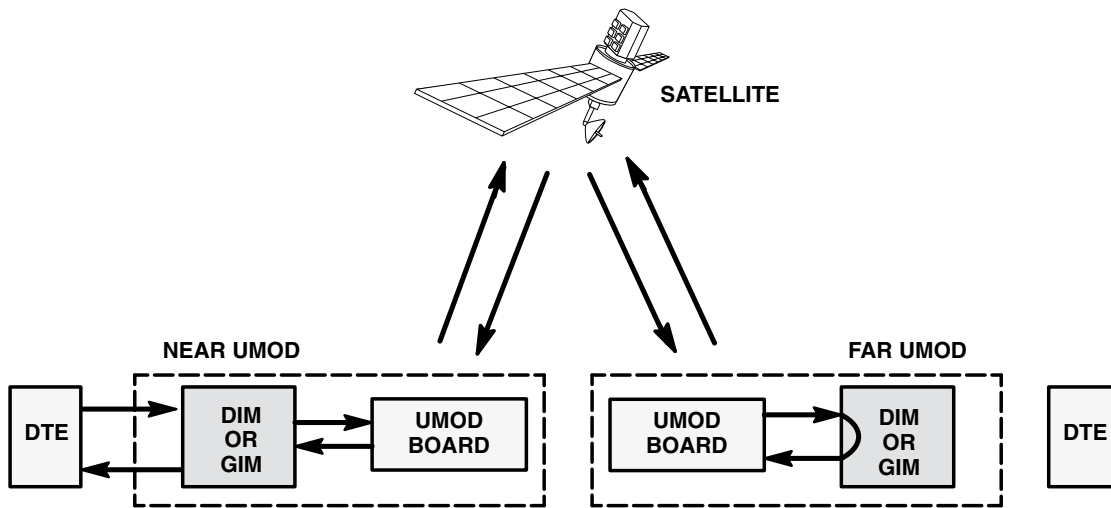 SATELLITE
NEAR UMOD
FAR UMOD
DTE
DIM
OR
GIM
UMOD
BOARD
UMOD
BOARD
DIM
OR
GIM
DTE